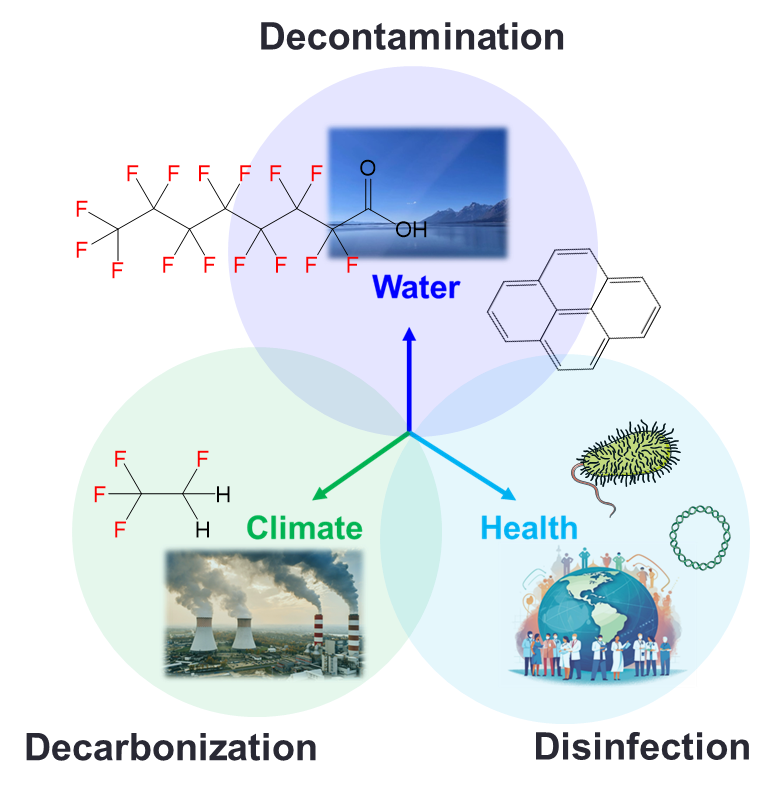 Decontamination
O
F F F F F F
F
F
F
OH
F F F F F F
Water
F F
F
H
F
H
Climate
Health
Decarbonization
Disinfection